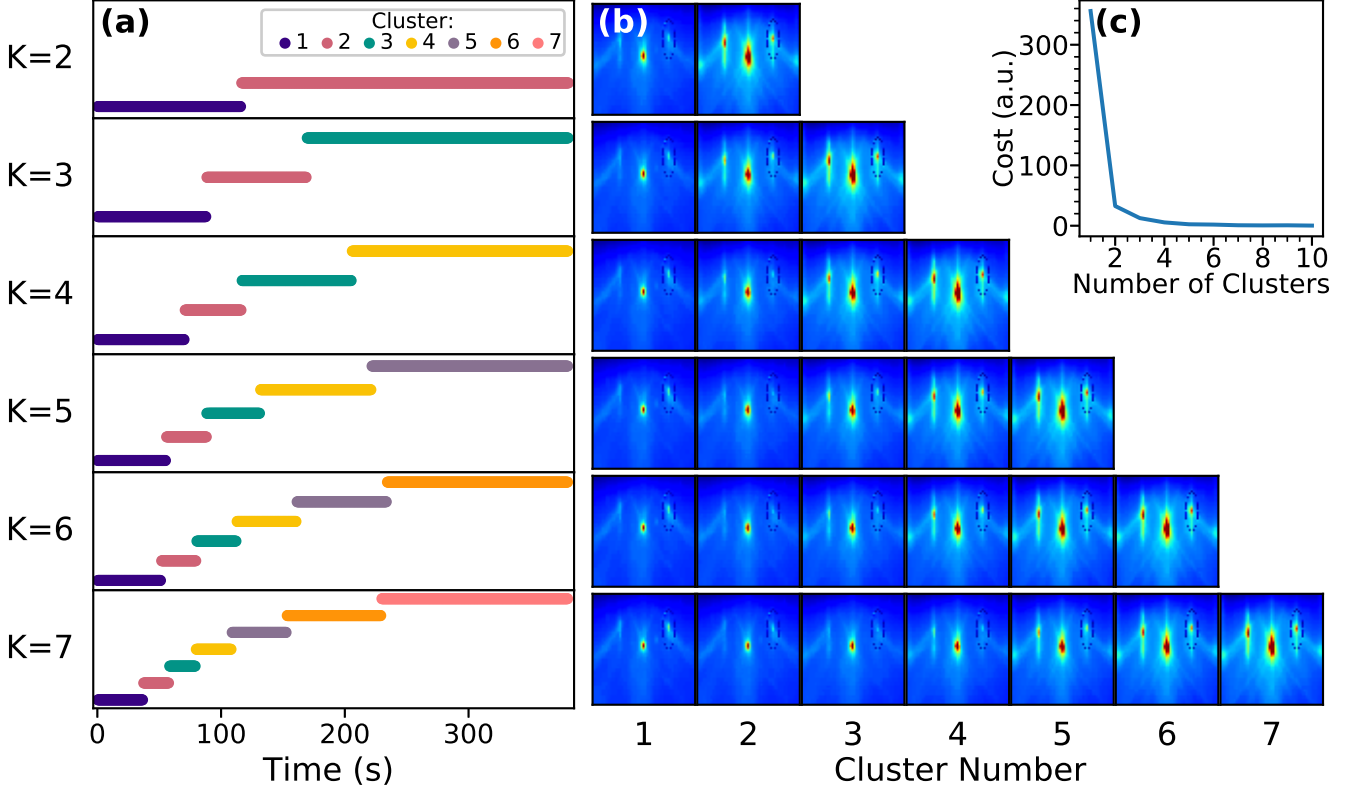 (a)
Cluster:
1 2 3 4 5 6 7
K=2
K=3
K=4
K=5
K=6
K=7
0 100 200 300
Time (s)
(b)
1 2 3 4 5 6 7
Cluster Number
(c)
Cost (a.u.)
300
200
100
0
2 4 6 8 10
Number of Clusters